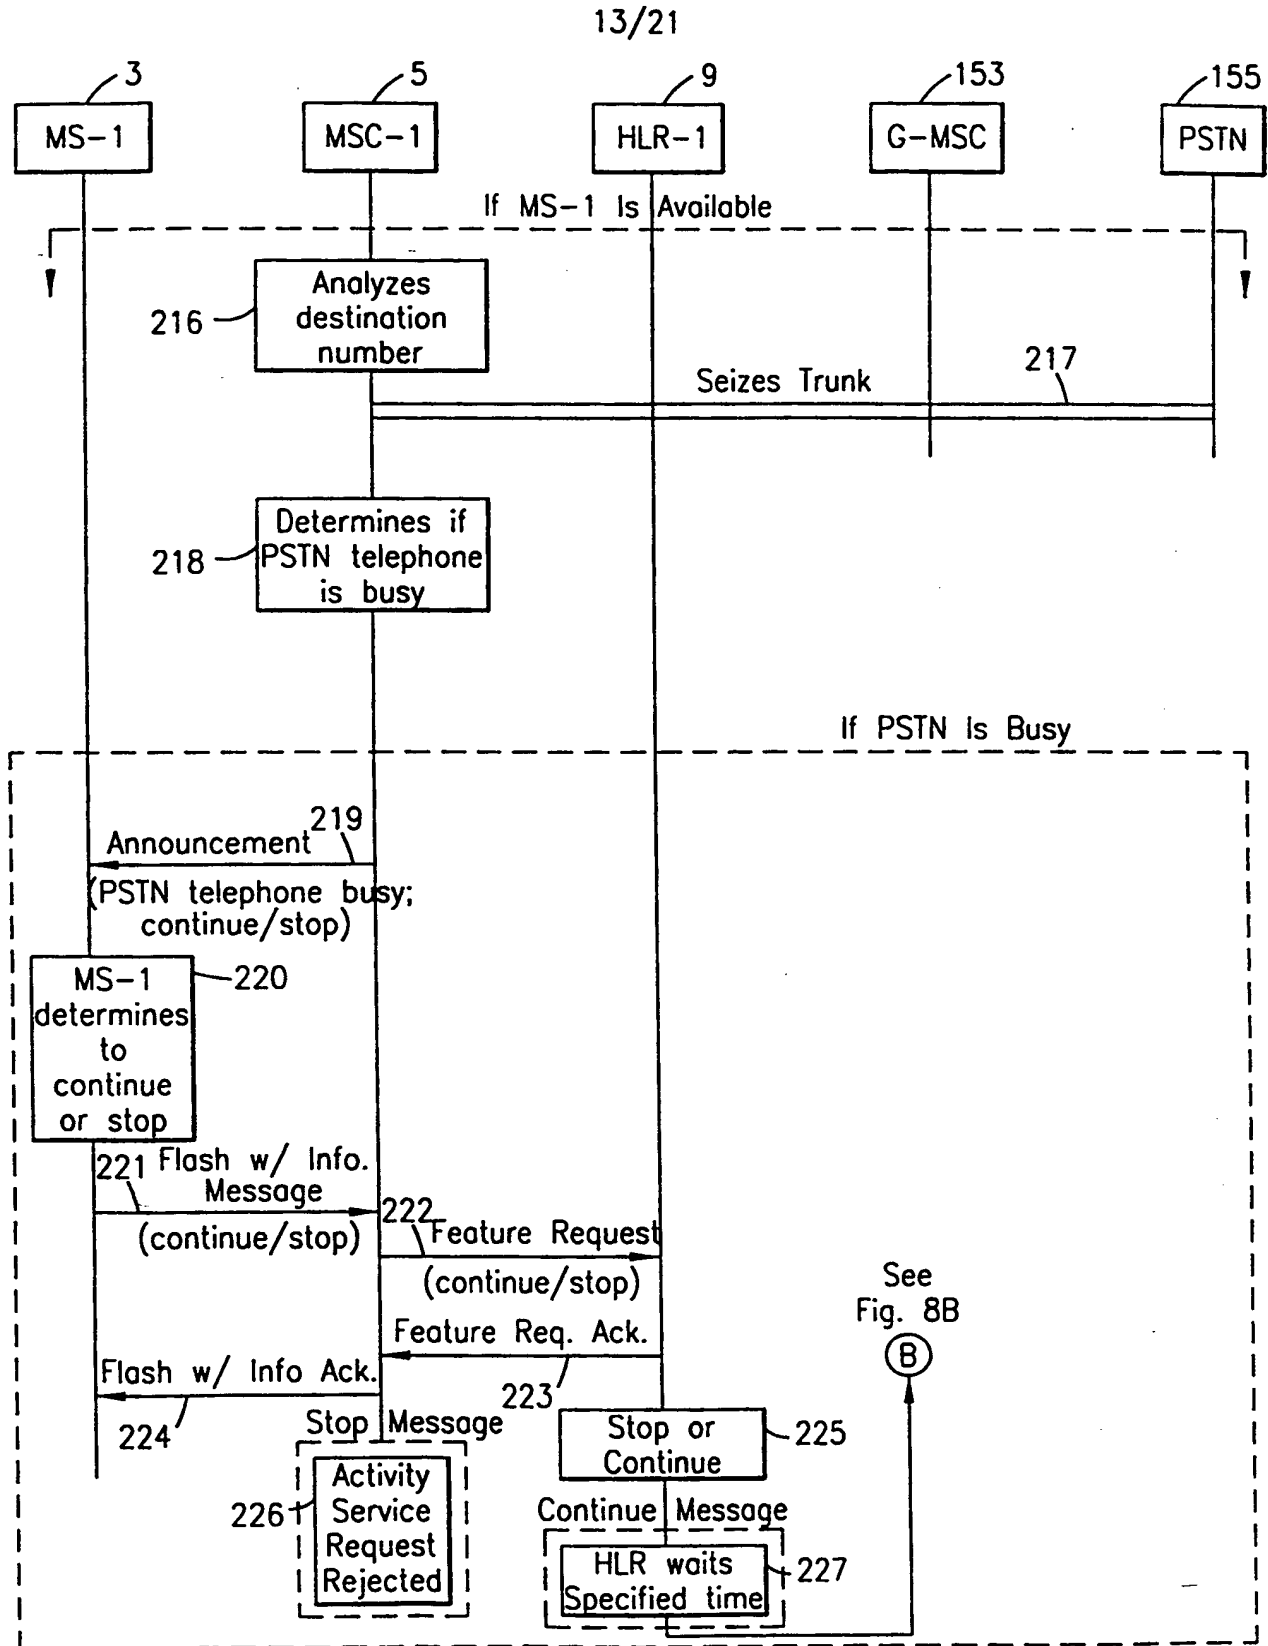 13/21
3
5
9
153
155
MS-1
MSC-1
HLR-1
G-MSC
PSTN
If MS-1 Is Available
216
Analyzes
destination
number
217
Seizes Trunk
218
Determines if
PSTN telephone
is busy
If PSTN Is Busy
219
Announcement
(PSTN telephone busy;
continue/stop)
220
MS-1
determines
to
continue
or stop
221
Flash w/ Info.
Message
(continue/stop)
222
Feature Request
(continue/stop)
See
Fig. 8B
B
Feature Req. Ack.
223
Flash w/ Info Ack.
224
Stop Message
Stop or
Continue
225
226
Activity
Service
Request
Rejected
Continue Message
HLR waits
Specified time
227